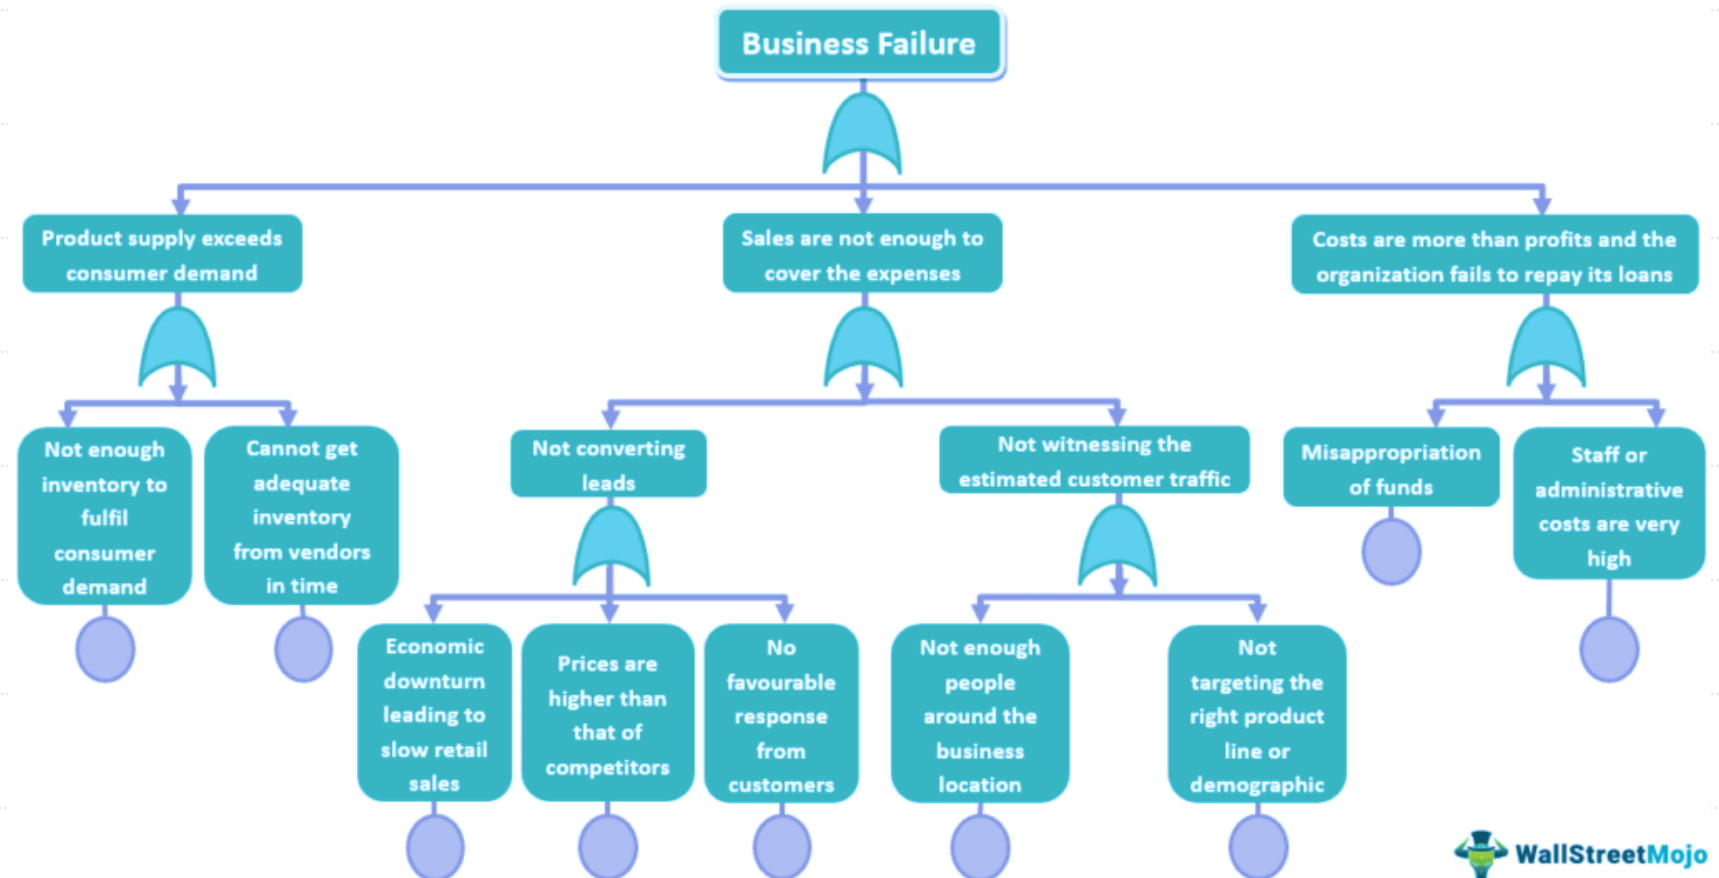 Business Failure
Product supply exceeds
consumer demand
Sales are not enough to
cover the expenses
Costs are more than profits and the
organization fails to repay its loans
Not enough
inventory to
fulfil
consumer
demand
Cannot get
adequate
inventory
from vendors
in time
Not converting
leads
Not witnessing the
estimated customer traffic
Misappropriation
of funds
Staff or
administrative
costs are very
high
Economic
downturn
leading to
slow retail
sales
Prices are
higher than
that of
competitors
No
favourable
response
from
customers
Not enough
people
around the
business
location
Not
targeting the
right product
line or
demographic
WallStreetMojo